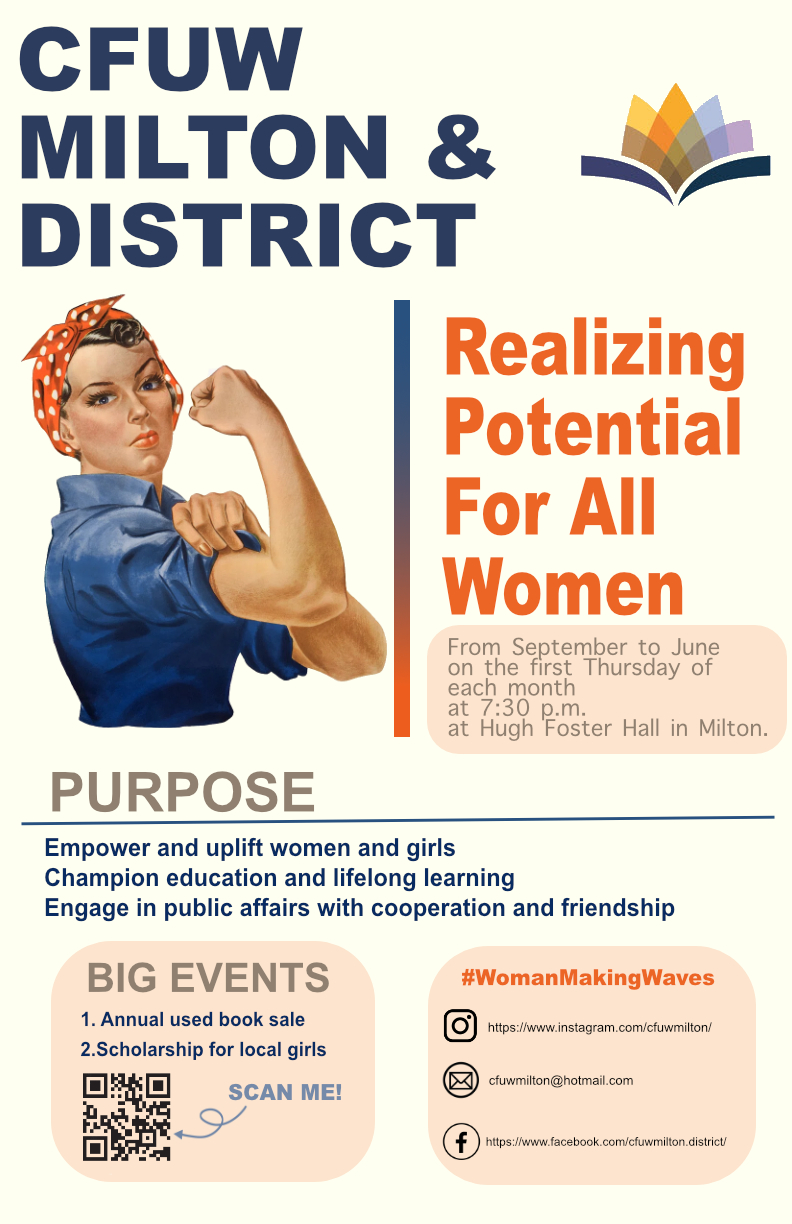 CFUW
MILTON &
DISTRICT
Realizing
Potential
For All
Women
From September to June
on the first Thursday of
each month
at 7:30 p.m.
at Hugh Foster Hall in Milton.
PURPOSE
Empower and uplift women and girls
Champion education and lifelong learning
Engage in public affairs with cooperation and friendship
BIG EVENTS
1. Annual used book sale
2.Scholarship for local girls
SCAN ME!
#WomanMakingWaves
https://www.instagram.com/cfuwmilton/
cfuwmilton@hotmail.com
https://www.facebook.com/cfuwmilton.district/